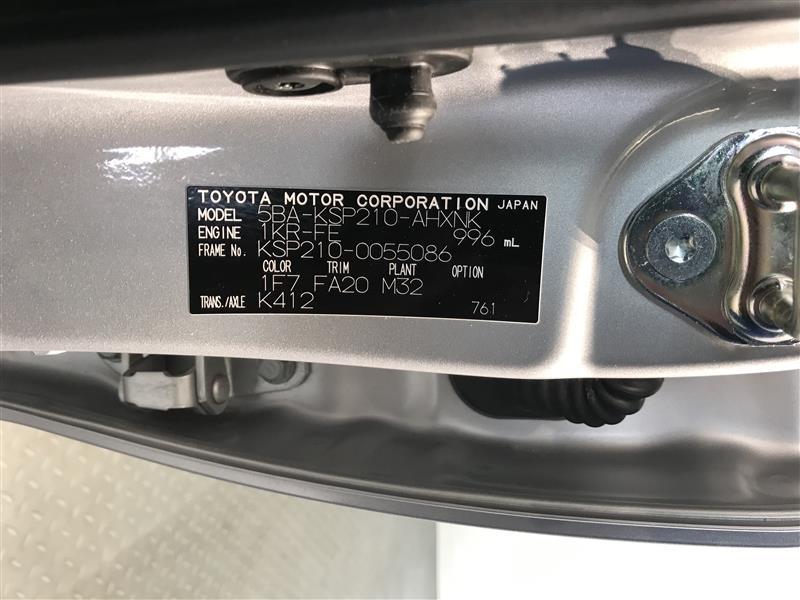 TOYOTA MOTOR CORPORATION JAPAN
MODEL 5BA-KSP210-AHXNK
ENGINE 1KR-FE 996 mL
FRAME No. KSP210-0055086
COLOR TRIM PLANT OPTION
1F7 FA20 M32
TRANS./AXLE K412 761